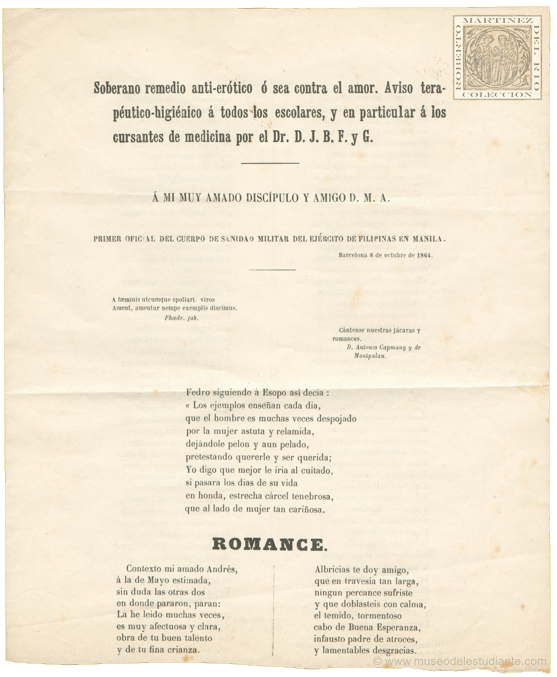 ROBERTO MARTINEZ DEL RIO
COLECCION
Soberano remedio anti-erótico ó sea contra el amor. Aviso tera-
péutico-higiénico á todos los escolares, y en particular á los
cursantes de medicina por el Dr. D. J. B. F. y G.
Á MI MUY AMADO DISCÍPULO Y AMIGO D. M. A.
PRIMER OFICIAL DEL CUERPO DE SANIDAD MILITAR DEL EJÉRCITO DE FILIPINAS EN MANILA.
Barcelona 8 de octubre de 1864.
A fœminis utcumque spoliari viros
Ament, amentur nempe exemplis discimus.
Phœdr. fab.
Cántense nuestras jácaras y
romances.
D. Antonio Capmany y de
Montpalau.
Fedro siguiendo á Esopo asi decia :
« Los ejemplos enseñan cada dia,
que el hombre es muchas veces despojado
por la mujer astuta y relamida,
dejándole pelon y aun pelado,
pretestando quererle y ser querida;
Yo digo que mejor le iria al cuitado,
si pasara los dias de su vida
en honda, estrecha cárcel tenebrosa,
que al lado de mujer tan cariñosa.
ROMANCE.
Contexto mi amado Andrés,
á la de Mayo estimada,
sin duda las otras dos
en donde pararon, paran:
La he leido muchas veces,
es muy afectuosa y clara,
obra de tu buen talento
y de tu fina crianza.
Albricias te doy amigo,
que en travesía tan larga,
ningun percance sufriste
y que doblasteis con calma,
el temido, tormentoso
cabo de Buena Esperanza,
infausto padre de atroces,
y lamentables desgracias.
© www.museodelestudiante.com